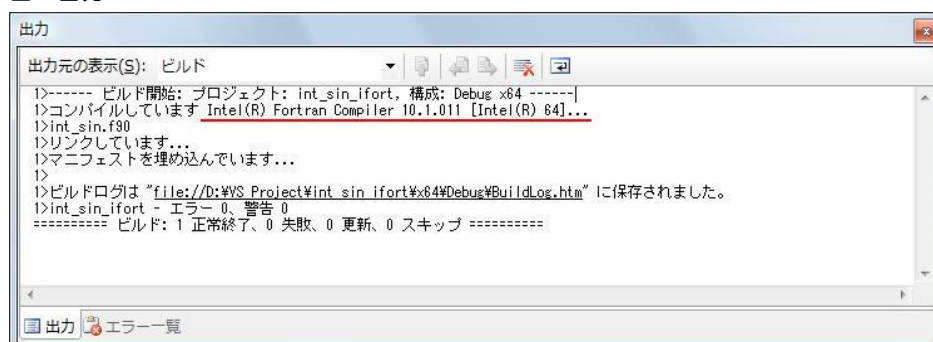 出力
出力元の表示(S): ビルド
1>------ ビルド開始: プロジェクト: int_sin_ifort, 構成: Debug x64 ------
1>コンパイルしています Intel(R) Fortran Compiler 10.1.011 [Intel(R) 64]...
1>int_sin.f90
1>リンクしています...
1>マニフェストを埋め込んでいます...
1>
1>ビルドログは "file://D:¥VS_Project¥int_sin_ifort¥x64¥Debug¥BuildLog.htm" に保存されました。
1>int_sin_ifort - エラー 0、警告 0
========== ビルド: 1 正常終了、0 失敗、0 更新、0 スキップ ==========
出力 エラー一覧